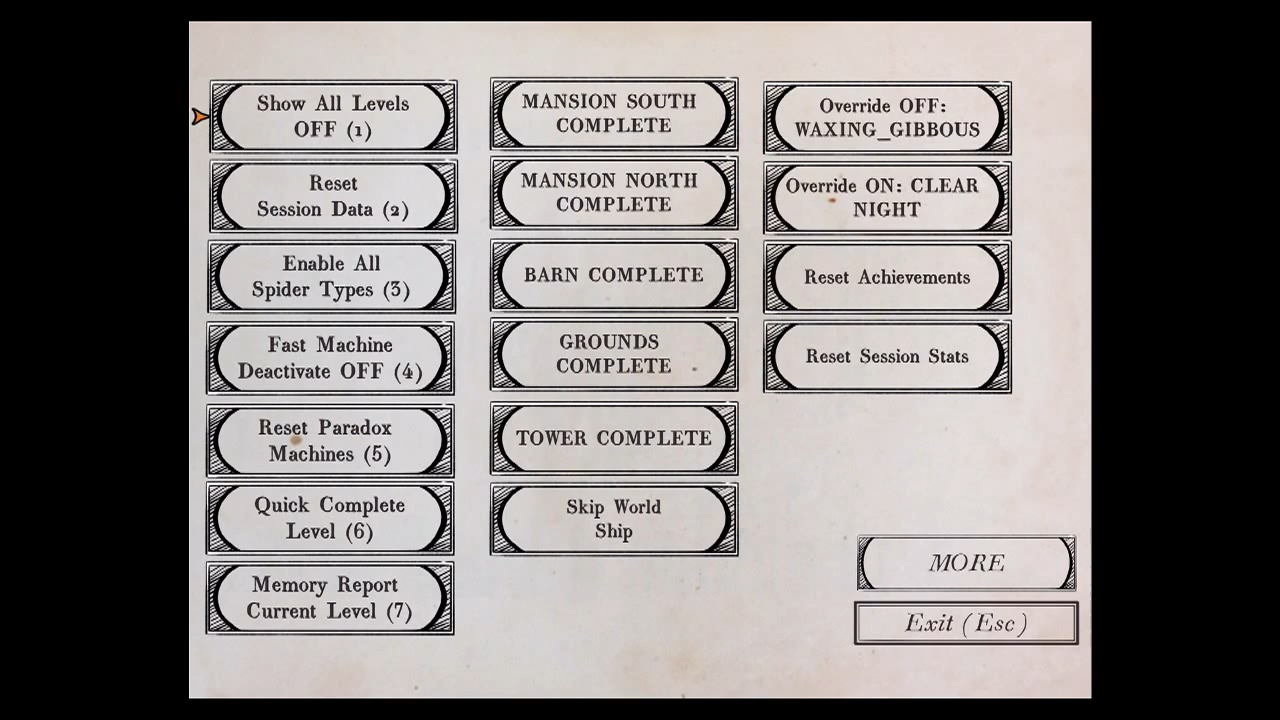 Show All Levels
OFF (1)
Reset
Session Data (2)
Enable All
Spider Types (3)
Fast Machine
Deactivate OFF (4)
Reset Paradox
Machines (5)
Quick Complete
Level (6)
Memory Report
Current Level (7)
MANSION SOUTH
COMPLETE
MANSION NORTH
COMPLETE
BARN COMPLETE
GROUNDS
COMPLETE
TOWER COMPLETE
Skip World
Ship
Override OFF:
WAXING_GIBBOUS
Override ON: CLEAR
NIGHT
Reset Achievements
Reset Session Stats
MORE
Exit (Esc)